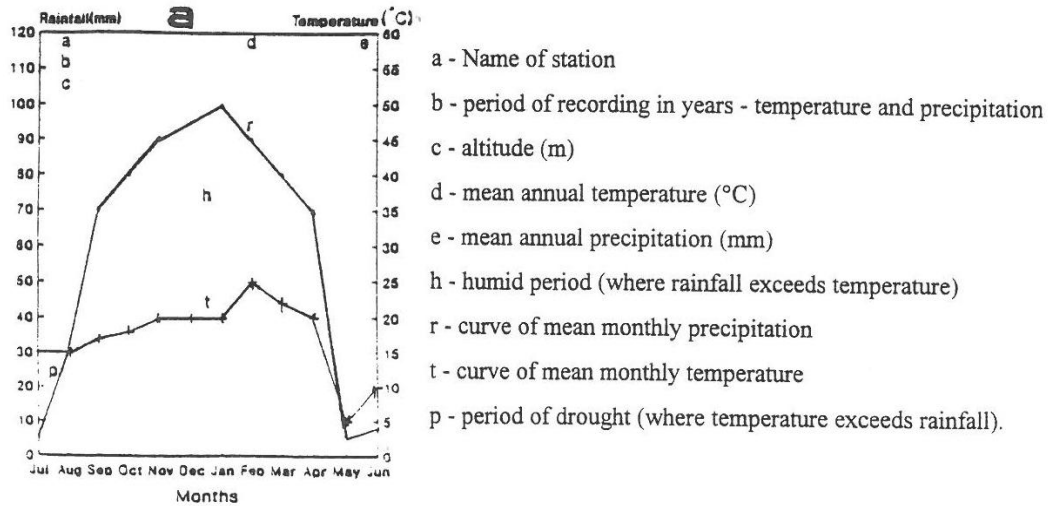 Rainfall(mm) a Temperature (°C)
a d e
b
c
120
110
100
90
80
70
60
50
40
30
20
10
0
60
55
50
45
40
35
30
25
20
15
10
5
0
r
h
t
p
Jul Aug Sep Oct Nov Dec Jan Feb Mar Apr May Jun
Months
a - Name of station
b - period of recording in years - temperature and precipitation
c - altitude (m)
d - mean annual temperature (°C)
e - mean annual precipitation (mm)
h - humid period (where rainfall exceeds temperature)
r - curve of mean monthly precipitation
t - curve of mean monthly temperature
p - period of drought (where temperature exceeds rainfall).